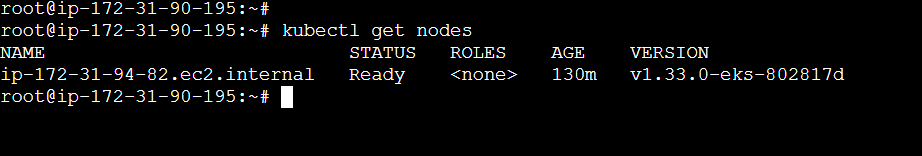 root@ip-172-31-90-195:~#
root@ip-172-31-90-195:~# kubectl get nodes
NAME                          STATUS   ROLES    AGE    VERSION
ip-172-31-94-82.ec2.internal   Ready    <none>   130m   v1.33.0-eks-802817d
root@ip-172-31-90-195:~#